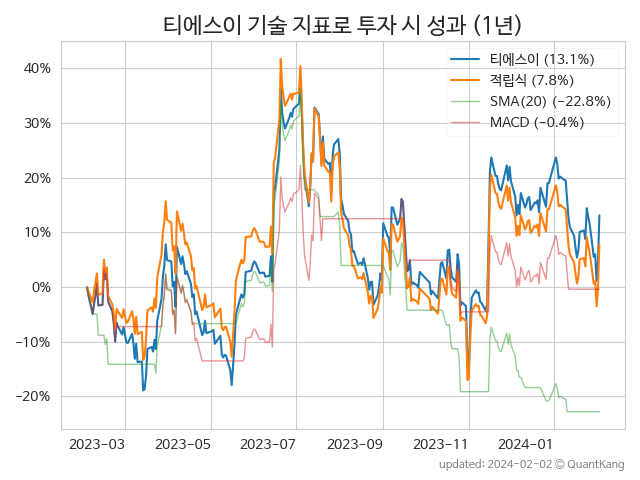 티에스이 기술 지표로 투자 시 성과 (1년)
티에스이 (13.1%)
적립식 (7.8%)
SMA(20) (−22.8%)
MACD (−0.4%)
40%
30%
20%
10%
0%
−10%
−20%
2023-03 2023-05 2023-07 2023-09 2023-11 2024-01
updated: 2024-02-02 © QuantKang